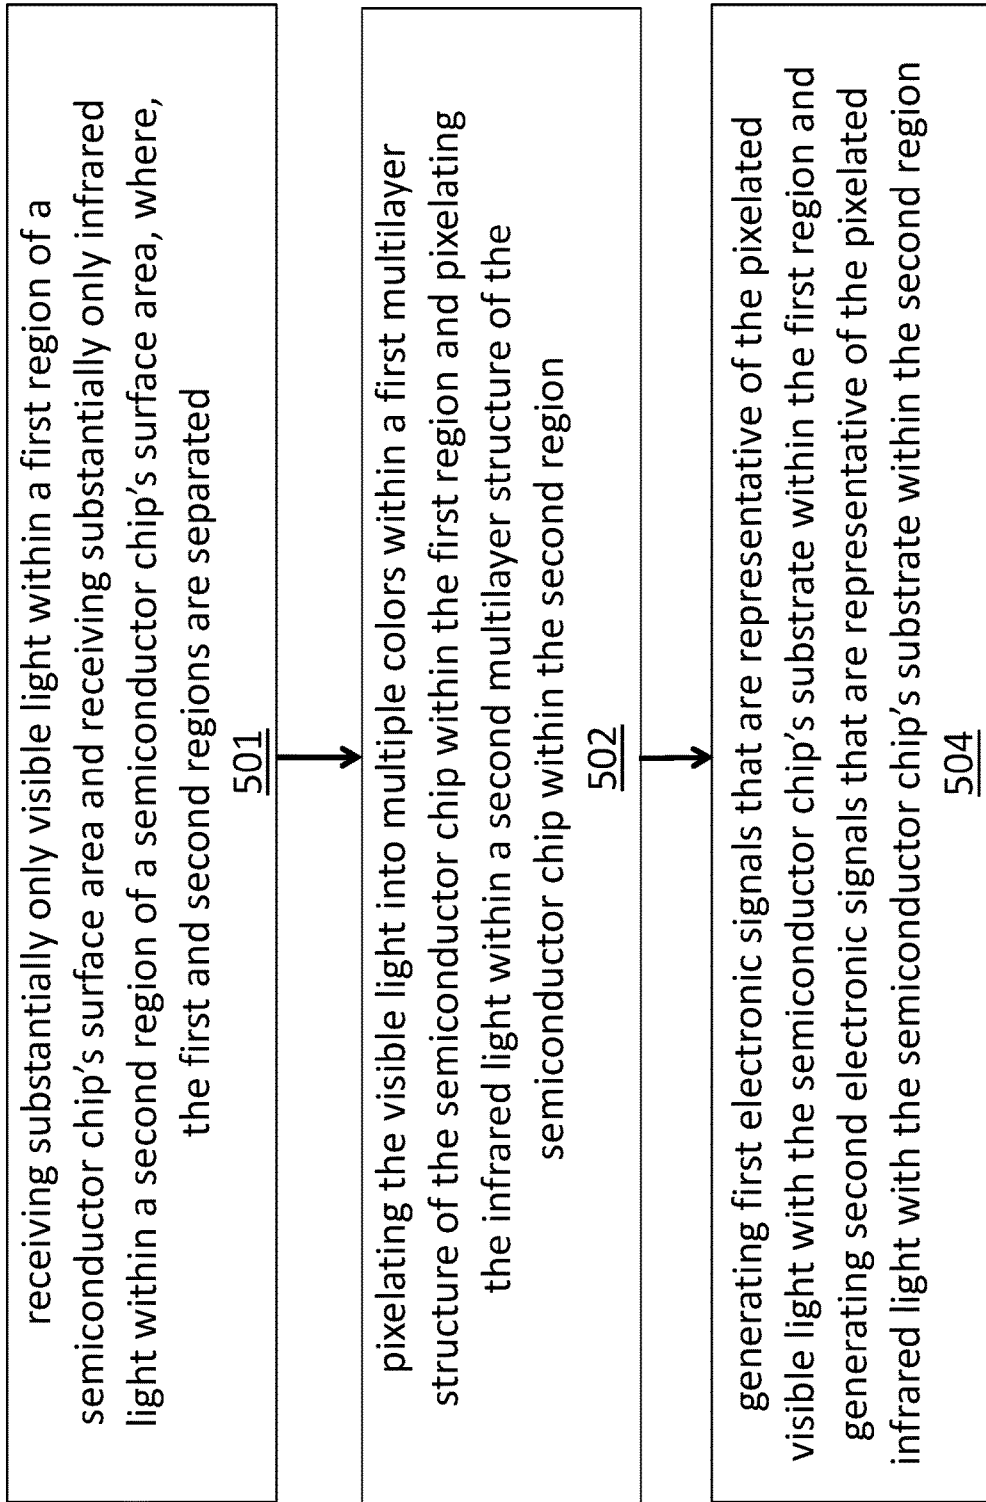 receiving substantially only visible light within a first region of a
semiconductor chip's surface area and receiving substantially only infrared
light within a second region of a semiconductor chip's surface area, where,
the first and second regions are separated
501
pixelating the visible light into multiple colors within a first multilayer
structure of the semiconductor chip within the first region and pixelating
the infrared light within a second multilayer structure of the
semiconductor chip within the second region
502
generating first electronic signals that are representative of the pixelated
visible light with the semiconductor chip's substrate within the first region and
generating second electronic signals that are representative of the pixelated
infrared light with the semiconductor chip's substrate within the second region
504